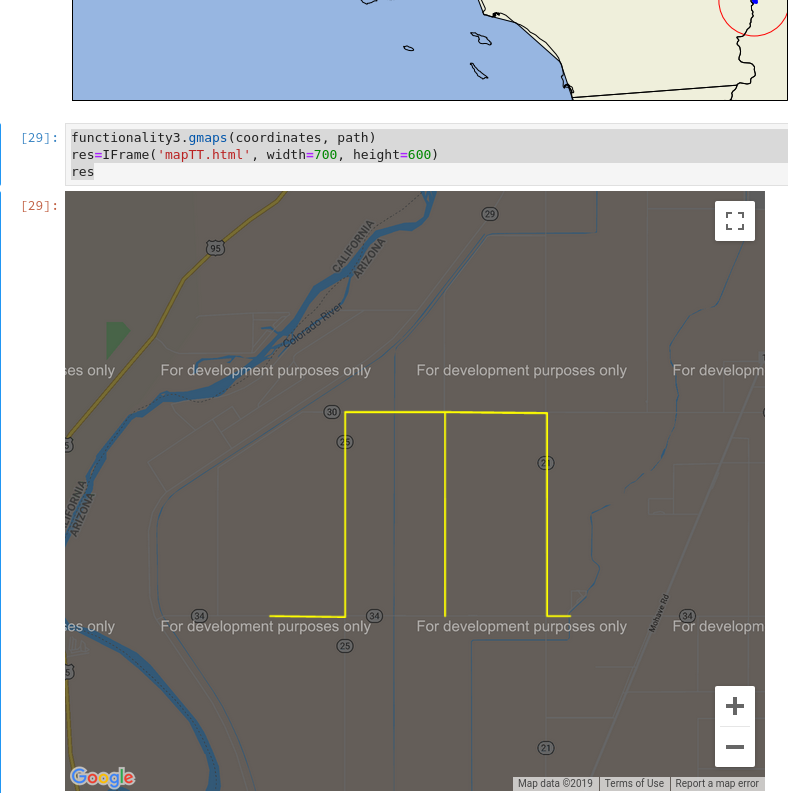 [29]:
functionality3.gmaps(coordinates, path)
res=IFrame('mapTT.html', width=700, height=600)
res
[29]:
29
95
CALIFORNIA
ARIZONA
Colorado River
ses only
For development purposes only
For development purposes only
For developm
30
25
21
CALIFORNIA
ARIZONA
34
34
Mohave Rd
34
ses only
For development purposes only
For development purposes only
For developm
25
21
Google
Map data ©2019
Terms of Use
Report a map error